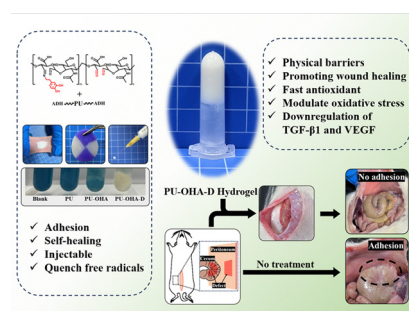 +
ADH PU ADH
Blank PU PU-OHA PU-OHA-D
✓ Adhesion
✓ Self-healing
✓ Injectable
✓ Quench free radicals
✓ Physical barriers
✓ Promoting wound healing
✓ Fast antioxidant
✓ Modulate oxidative stress
✓ Downregulation of
TGF-β1 and VEGF
PU-OHA-D Hydrogel
No adhesion
Peritoneum
Cecum
Defect
No treatment
Adhesion